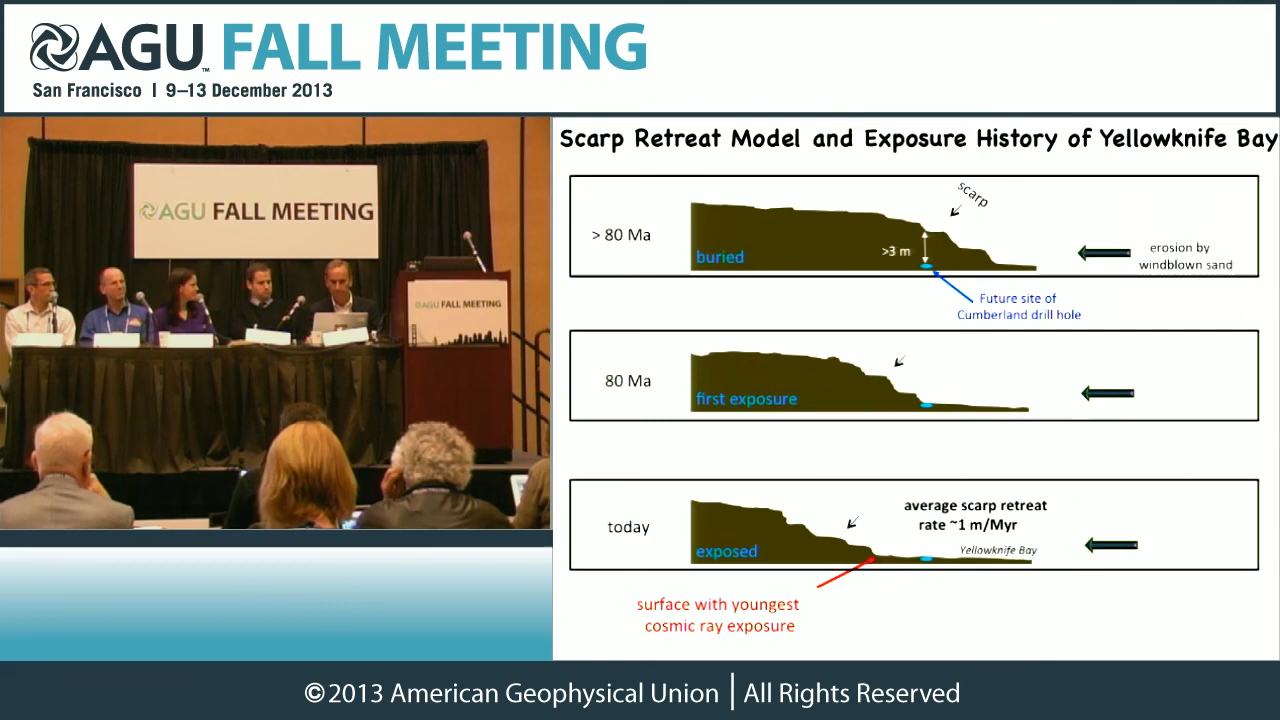 AGU FALL MEETING
San Francisco | 9–13 December 2013
AGU FALL MEETING
AGU FALL MEETING
Scarp Retreat Model and Exposure History of Yellowknife Bay
scarp
> 80 Ma
>3 m
buried
erosion by
windblown sand
Future site of
Cumberland drill hole
80 Ma
first exposure
average scarp retreat
rate ~1 m/Myr
today
exposed
Yellowknife Bay
surface with youngest
cosmic ray exposure
©2013 American Geophysical Union | All Rights Reserved